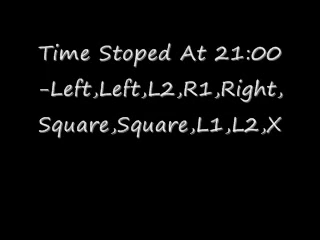 Time Stoped At 21:00
-Left,Left,L2,R1,Right,
Square,Square,L1,L2,X